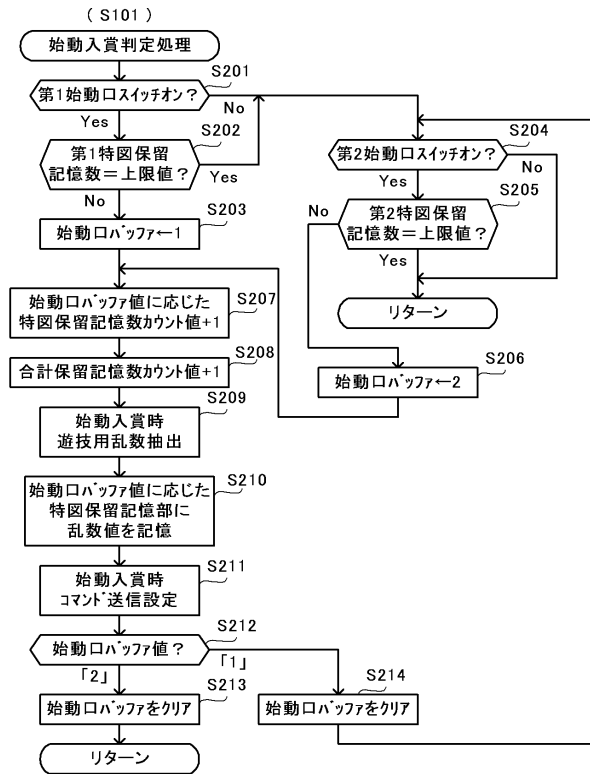 (S101)
始動入賞判定処理
S201
第1始動口スイッチオン?
No
Yes
S202
第1特図保留
記憶数=上限値?
Yes
No
S203
始動口バッファ←1
S204
第2始動口スイッチオン?
No
Yes
S205
第2特図保留
記憶数=上限値?
No
Yes
リターン
S206
始動口バッファ←2
S207
始動口バッファ値に応じた
特図保留記憶数カウント値+1
S208
合計保留記憶数カウント値+1
S209
始動入賞時
遊技用乱数抽出
S210
始動口バッファ値に応じた
特図保留記憶部に
乱数値を記憶
S211
始動入賞時
コマンド送信設定
S212
始動口バッファ値?
「2」
「1」
S213
始動口バッファをクリア
S214
始動口バッファをクリア
リターン